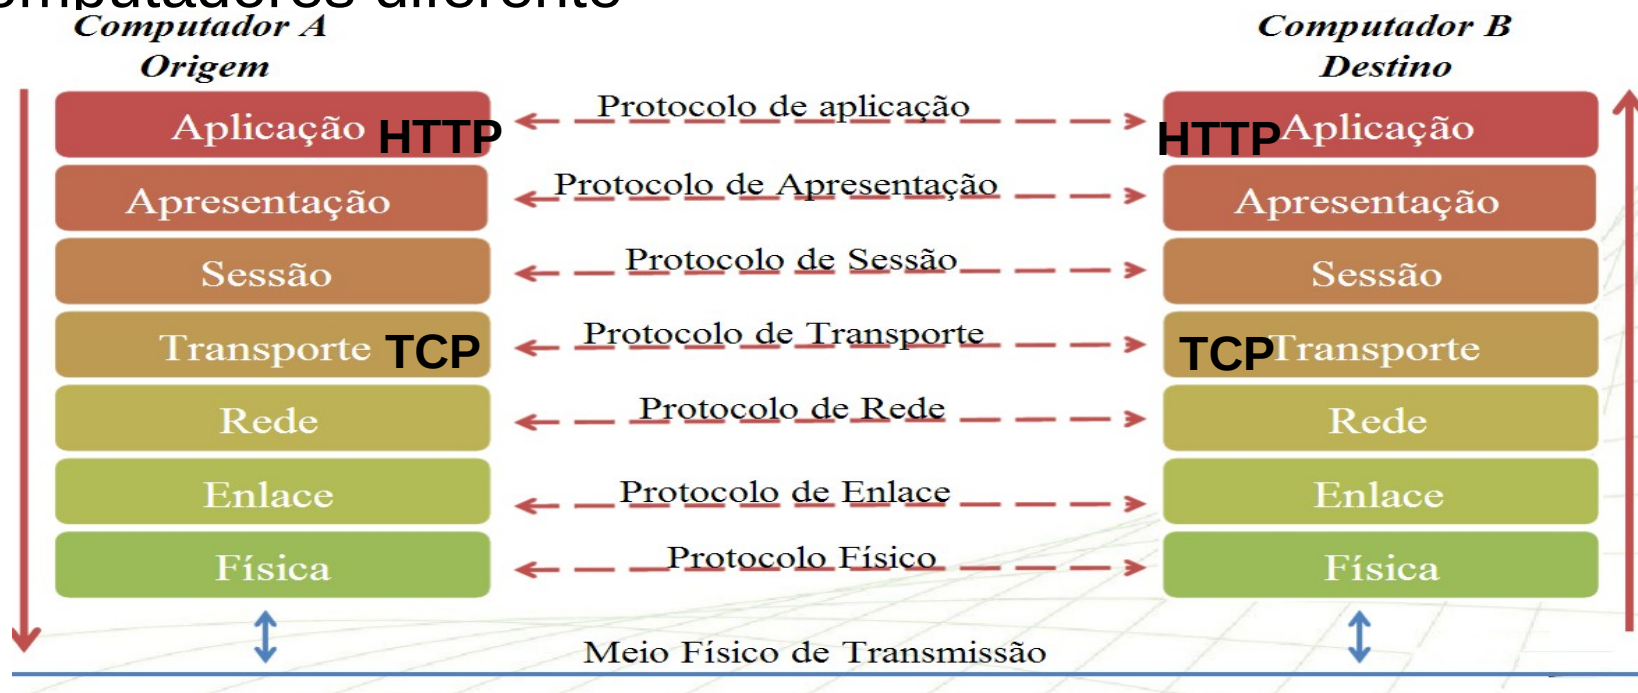 Computador A
Origem
Computador B
Destino
Aplicação HTTP
Protocolo de aplicação
HTTP Aplicação
Apresentação
Protocolo de Apresentação
Apresentação
Sessão
Protocolo de Sessão
Sessão
Transporte TCP
Protocolo de Transporte
TCP Transporte
Rede
Protocolo de Rede
Rede
Enlace
Protocolo de Enlace
Enlace
Física
Protocolo Físico
Física
Meio Físico de Transmissão